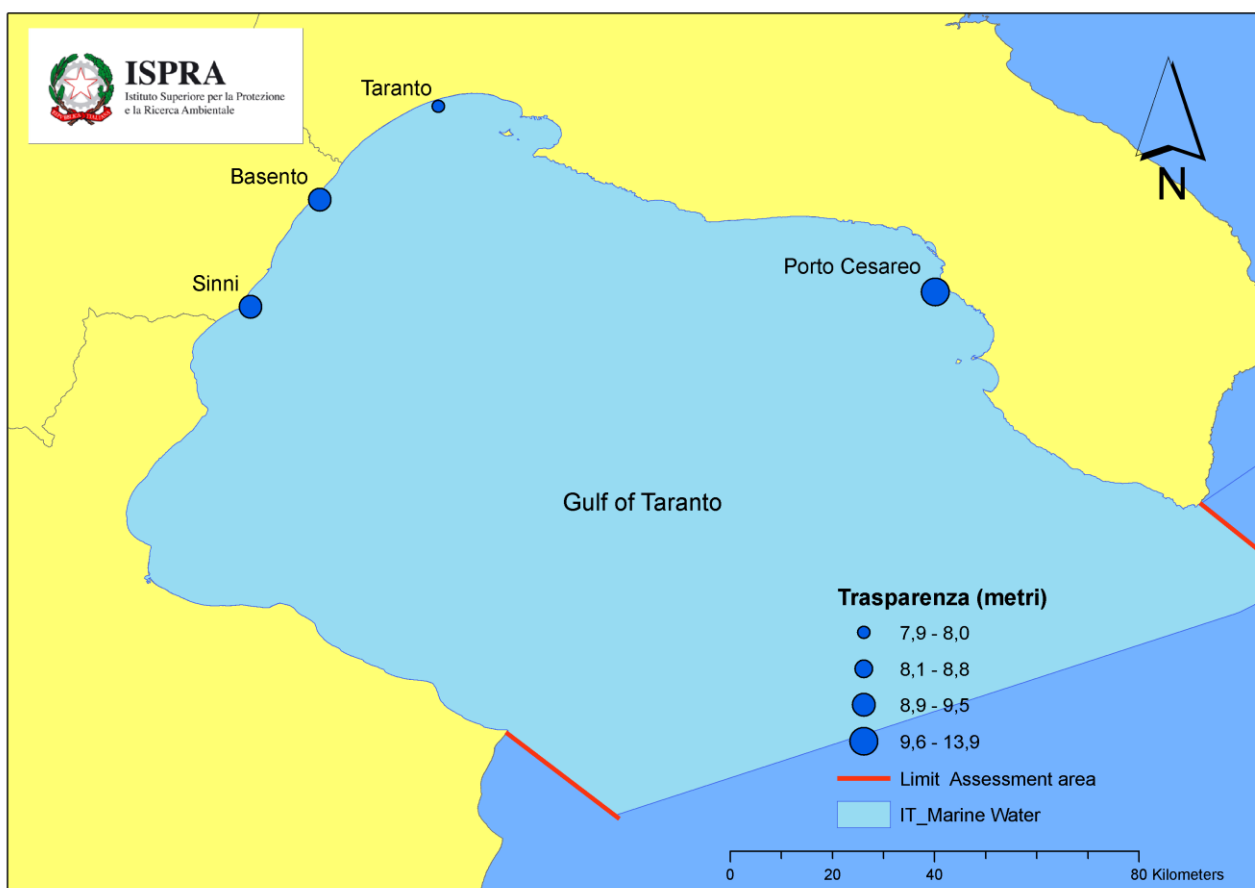 ISPRA
Istituto Superiore per la Protezione
e la Ricerca Ambientale
REPVBBLICA ITALIANA
Taranto
Basento
Sinni
Porto Cesareo
N
Gulf of Taranto
Trasparenza (metri)
7,9 - 8,0
8,1 - 8,8
8,9 - 9,5
9,6 - 13,9
Limit Assessment area
IT_Marine Water
0 20 40 80 Kilometers